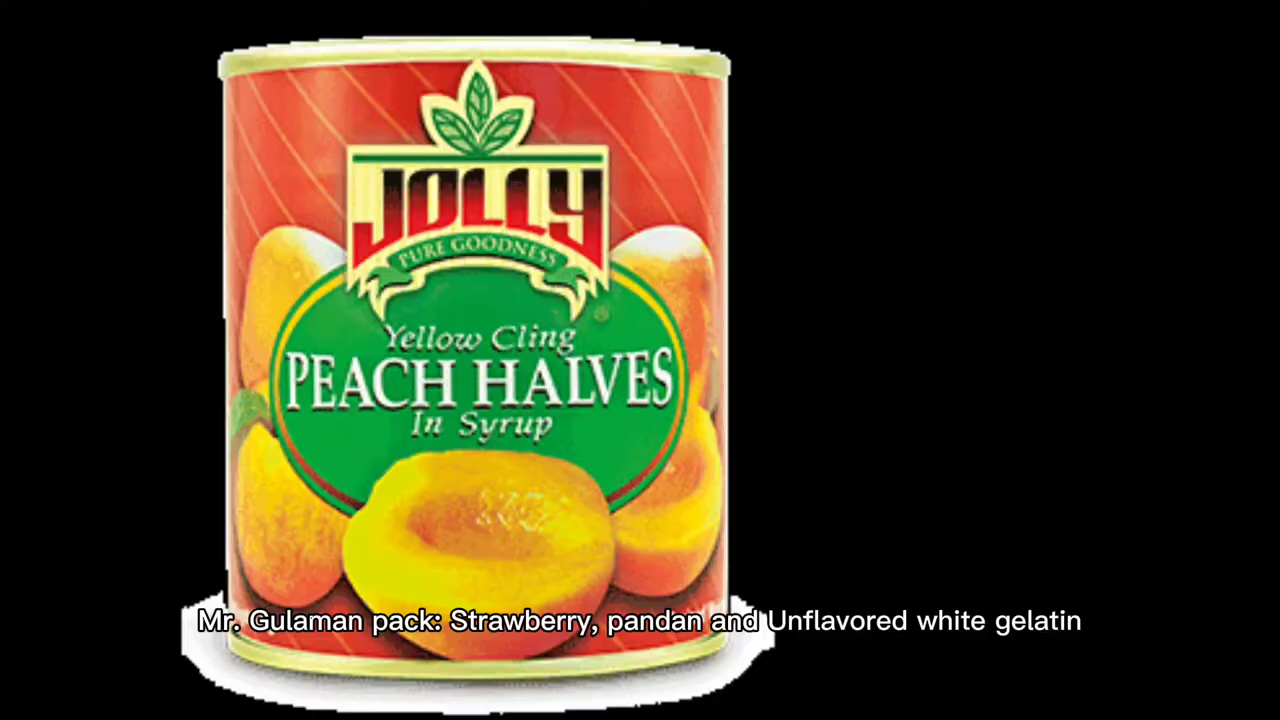 JOLLY
PURE GOODNESS
®
Yellow Cling
PEACH HALVES
In Syrup
Mr. Gulaman pack: Strawberry, pandan and Unflavored white gelatin